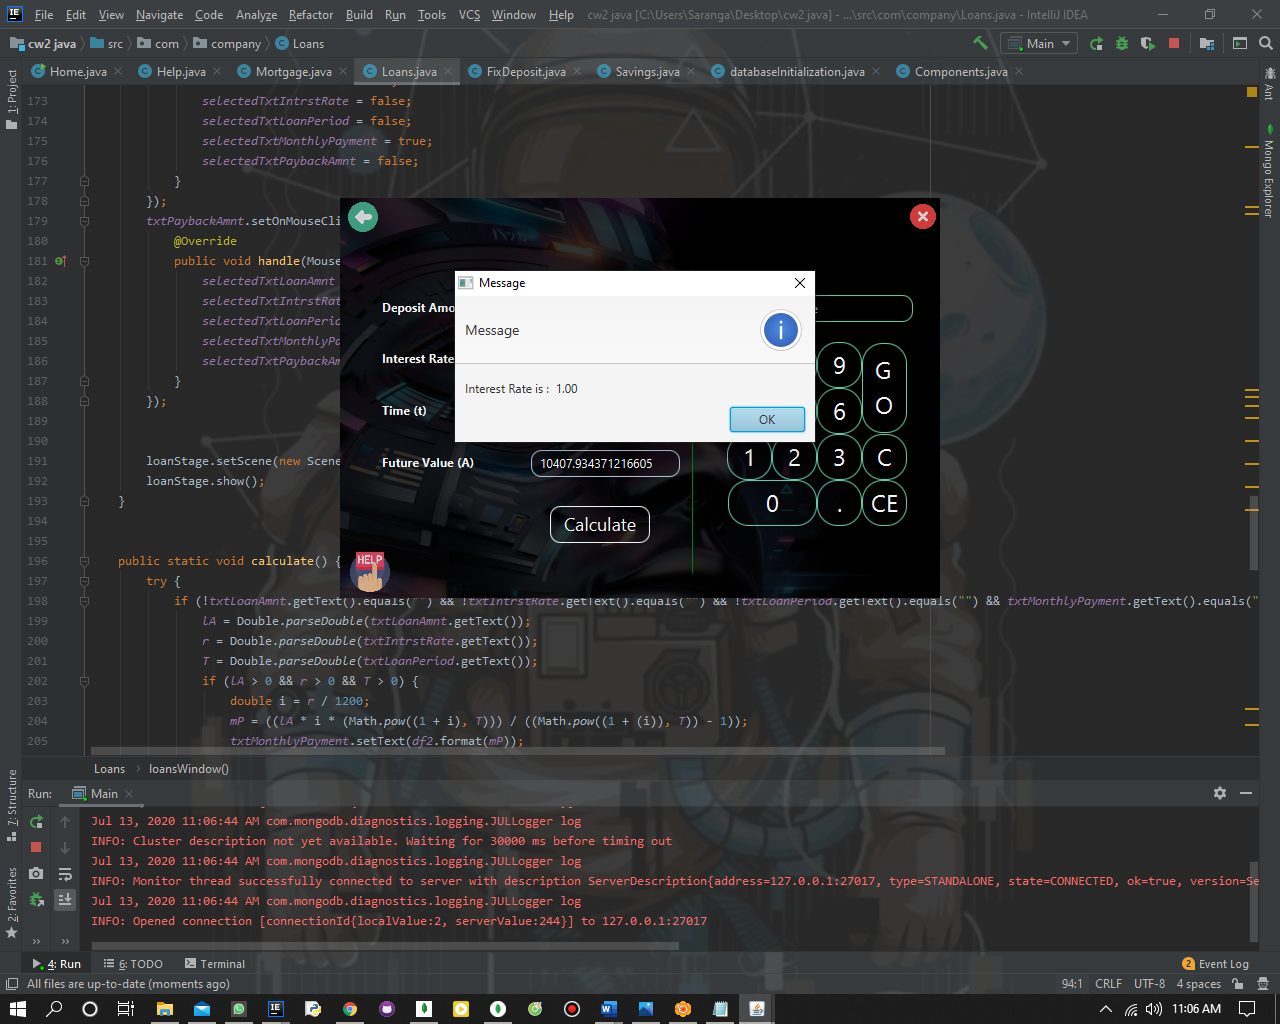 File Edit View Navigate Code Analyze Refactor Build Run Tools VCS Window Help cw2 java [C:\Users\Saranga\Desktop\cw2 java] - ...\src\com\company\Loans.java - IntelliJ IDEA
cw2 java src com company Loans Main
Home.java Help.java Mortgage.java Loans.java FixDeposit.java Savings.java databaseInitialization.java Components.java
1: Project
Ant
Mongo Explorer
173 selectedTxtIntrstRate = false;
174 selectedTxtLoanPeriod = false;
175 selectedTxtMonthlyPayment = true;
176 selectedTxtPaybackAmnt = false;
177 }
178 });
179 txtPaybackAmnt.setOnMouseCli
180 @Override
181 public void handle(Mouse
182 selectedTxtLoanAmnt
183 selectedTxtIntrstRat
184 selectedTxtLoanPerio
185 selectedTxtMonthlyPa
186 selectedTxtPaybackAm
187 }
188 });
189
190
191 loanStage.setScene(new Scene
192 loanStage.show();
193 }
194
195
196 public static void calculate() {
197 try {
198 if (!txtLoanAmnt.getText().equals("") && !txtIntrstRate.getText().equals("") && !txtLoanPeriod.getText().equals("") && txtMonthlyPayment.getText().equals("
199 lA = Double.parseDouble(txtLoanAmnt.getText());
200 r = Double.parseDouble(txtIntrstRate.getText());
201 T = Double.parseDouble(txtLoanPeriod.getText());
202 if (lA > 0 && r > 0 && T > 0) {
203 double i = r / 1200;
204 mP = ((lA * i * (Math.pow((1 + i), T))) / ((Math.pow((1 + (i)), T)) - 1));
205 txtMonthlyPayment.setText(df2.format(mP));
Deposit Amo
Interest Rate
Time (t)
Future Value (A) 10407.934371216605
Calculate
HELP
Message
Message
Interest Rate is : 1.00
OK
9 G
6 O
1 2 3 C
0 . CE
Loans loansWindow()
7: Structure
2: Favorites
Run: Main
Jul 13, 2020 11:06:44 AM com.mongodb.diagnostics.logging.JULLogger log
INFO: Cluster description not yet available. Waiting for 30000 ms before timing out
Jul 13, 2020 11:06:44 AM com.mongodb.diagnostics.logging.JULLogger log
INFO: Monitor thread successfully connected to server with description ServerDescription{address=127.0.0.1:27017, type=STANDALONE, state=CONNECTED, ok=true, version=Se
Jul 13, 2020 11:06:44 AM com.mongodb.diagnostics.logging.JULLogger log
INFO: Opened connection [connectionId{localValue:2, serverValue:244}] to 127.0.0.1:27017
4: Run 6: TODO Terminal 2 Event Log
All files are up-to-date (moments ago) 94:1 CRLF UTF-8 4 spaces
11:06 AM